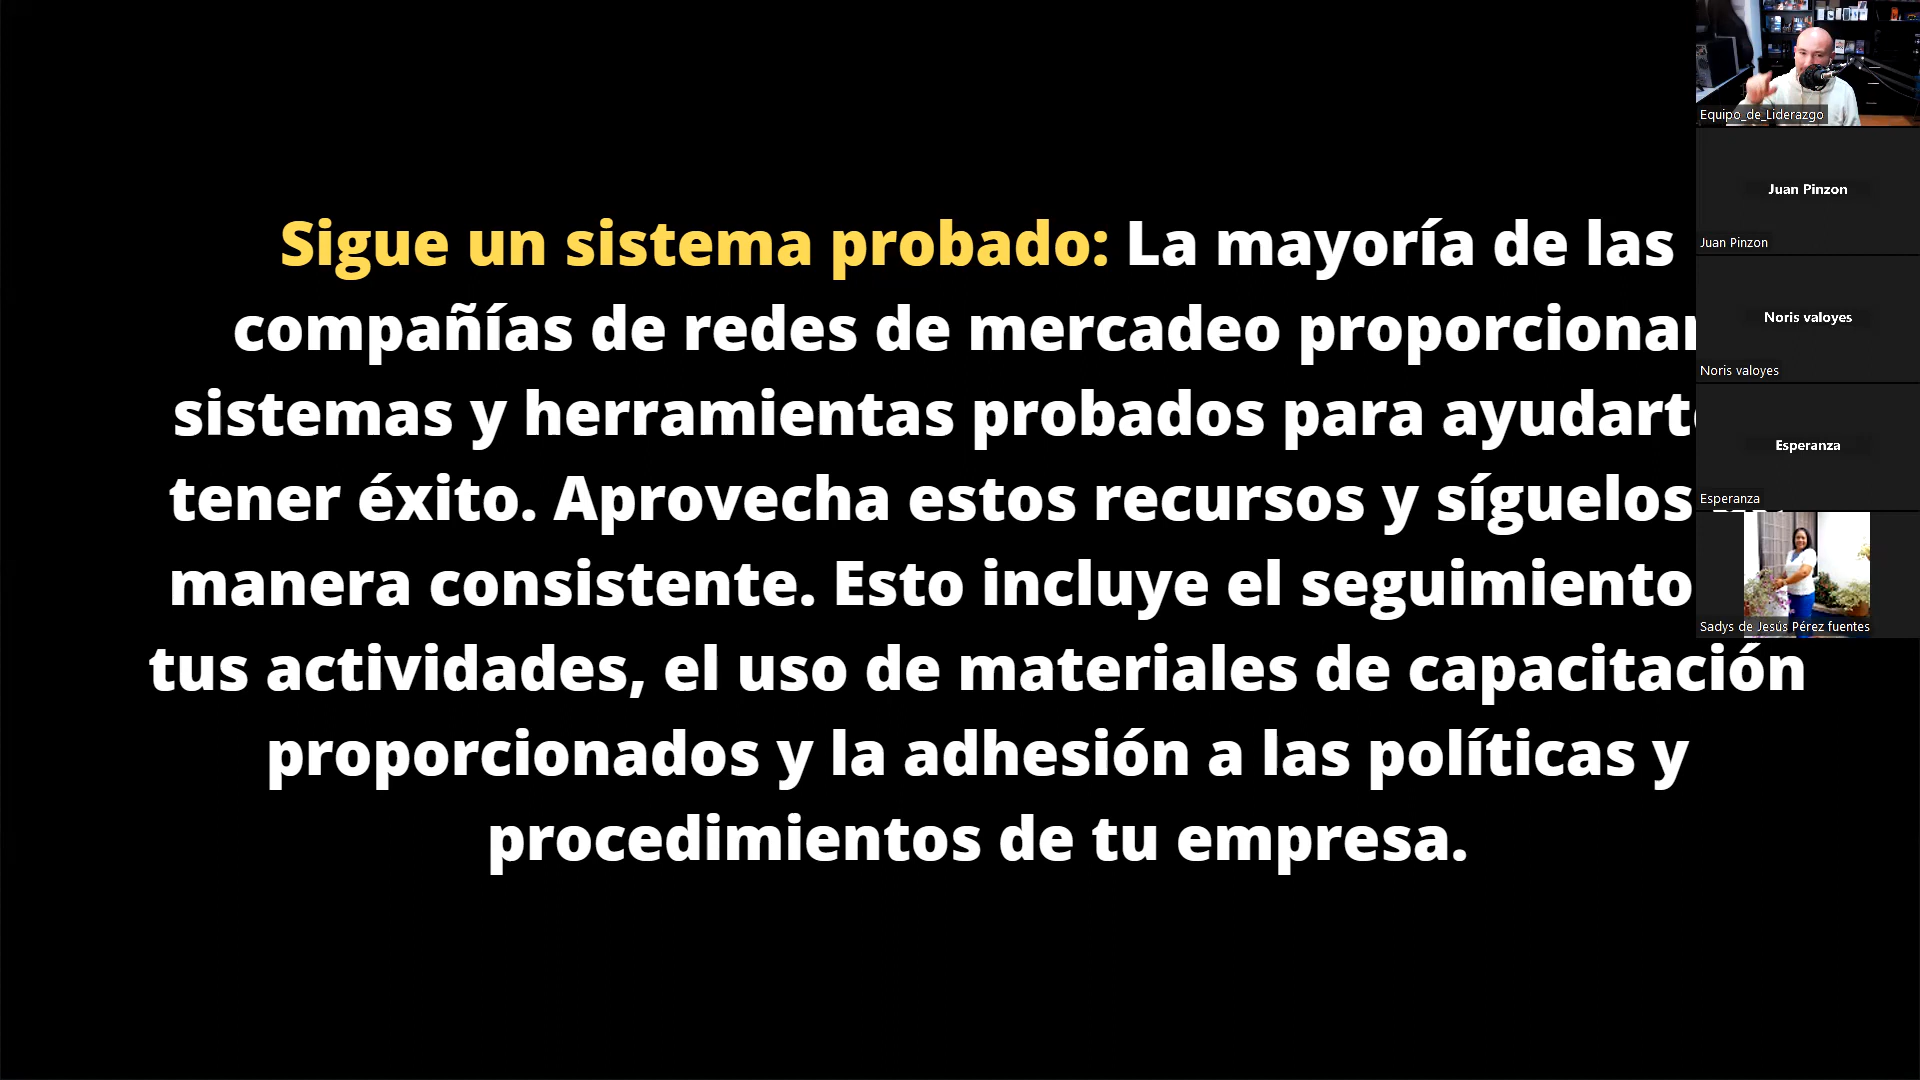 Sigue un sistema probado: La mayoría de las
compañías de redes de mercadeo proporcionan
sistemas y herramientas probados para ayudarte
tener éxito. Aprovecha estos recursos y síguelos
manera consistente. Esto incluye el seguimiento
tus actividades, el uso de materiales de capacitación
proporcionados y la adhesión a las políticas y
procedimientos de tu empresa.
Equipo_de_Liderazgo
Juan Pinzon
Juan Pinzon
Noris valoyes
Noris valoyes
Esperanza
Esperanza
Sadys de Jesús Pérez fuentes